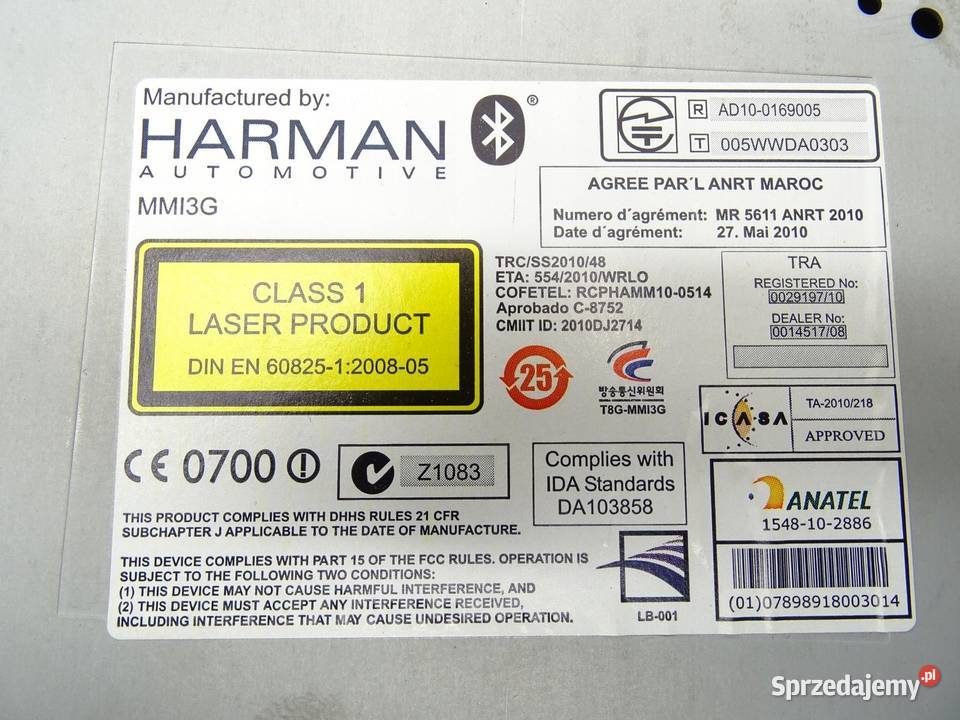 Manufactured by:
HARMAN
AUTOMOTIVE
MMI3G
®
R AD10-0169005
T 005WWDA0303
AGREE PAR´L ANRT MAROC
Numero d´agrément: MR 5611 ANRT 2010
Date d´agrément: 27. Mai 2010
CLASS 1
LASER PRODUCT
DIN EN 60825-1:2008-05
TRC/SS2010/48
ETA: 554/2010/WRLO
COFETEL: RCPHAMM10-0514
Aprobado C-8752
CMIIT ID: 2010DJ2714
TRA
REGISTERED No:
0029197/10
DEALER No:
0014517/08
25
방송통신위원회
T8G-MMI3G
ICASA
TA-2010/218
APPROVED
CE 0700
Z1083
Complies with
IDA Standards
DA103858
ANATEL
1548-10-2886
(01)07898918003014
THIS PRODUCT COMPLIES WITH DHHS RULES 21 CFR
SUBCHAPTER J APPLICABLE TO THE DATE OF MANUFACTURE.
THIS DEVICE COMPLIES WITH PART 15 OF THE FCC RULES. OPERATION IS
SUBJECT TO THE FOLLOWING TWO CONDITIONS:
(1) THIS DEVICE MAY NOT CAUSE HARMFUL INTERFERENCE, AND
(2) THIS DEVICE MUST ACCEPT ANY INTERFERENCE RECEIVED,
INCLUDING INTERFERENCE THAT MAY CAUSE UNDESIRED OPERATION.
LB-001
Sprzedajemy.pl